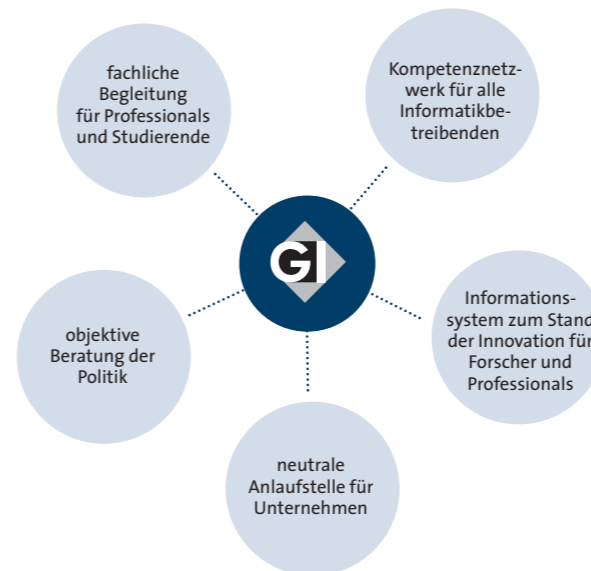 fachliche
Begleitung
für Professionals
und Studierende
Kompetenznetz-
werk für alle
Informatikbe-
treibenden
GI
Informations-
system zum Stand
der Innovation für
Forscher und
Professionals
objektive
Beratung der
Politik
neutrale
Anlaufstelle für
Unternehmen